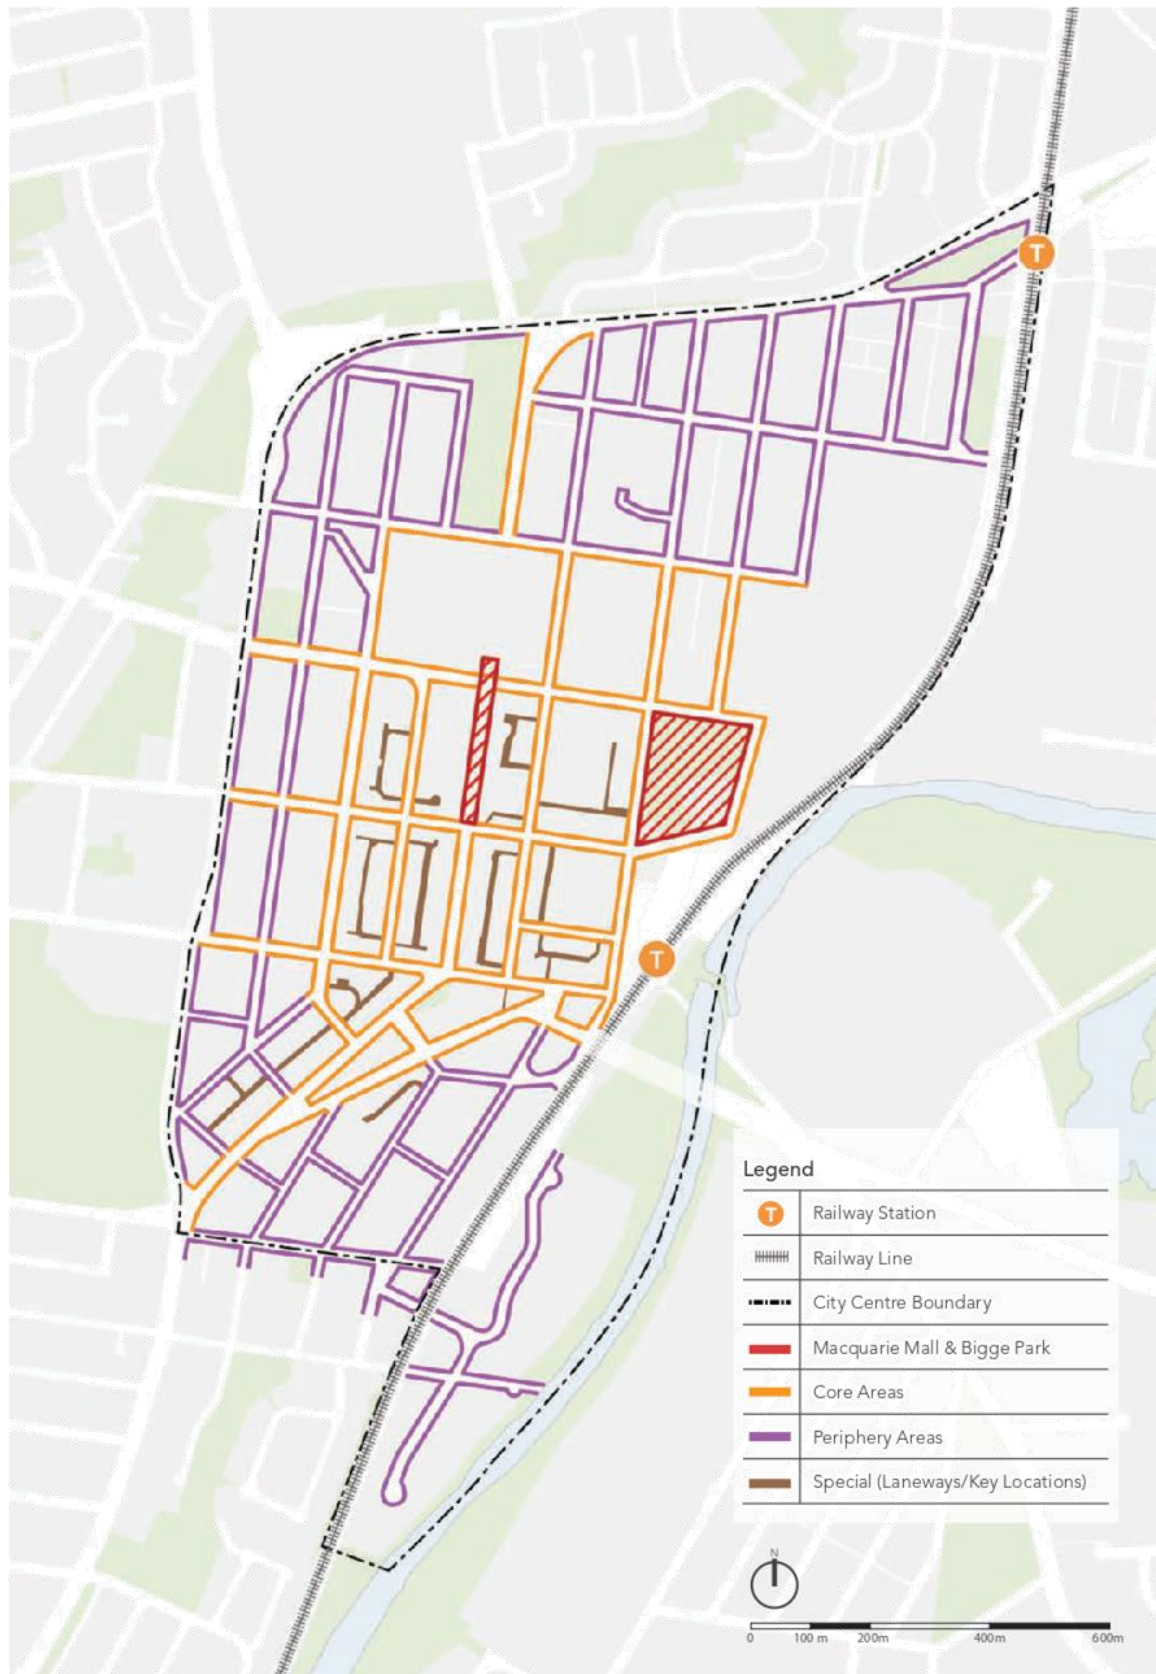 T
T
Legend
T Railway Station
Railway Line
City Centre Boundary
Macquarie Mall & Bigge Park
Core Areas
Periphery Areas
Special (Laneways/Key Locations)
N
0 100 m 200m 400m 600m